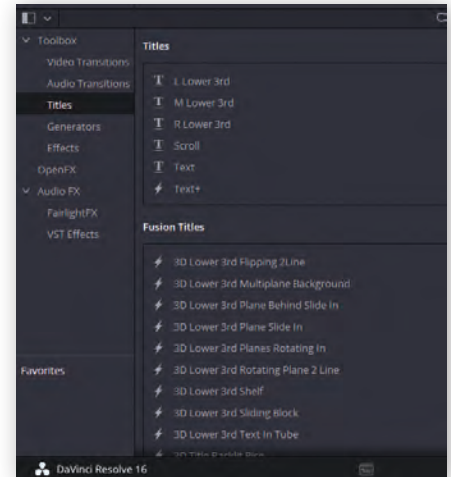 Toolbox
Video Transitions
Audio Transitions
Titles
Generators
Effects
OpenFX
Audio FX
FairlightFX
VST Effects
Favorites
Titles
L Lower 3rd
M Lower 3rd
R Lower 3rd
Scroll
Text
Text+
Fusion Titles
3D Lower 3rd Flipping 2Line
3D Lower 3rd Multiplane Background
3D Lower 3rd Plane Behind Slide In
3D Lower 3rd Plane Slide In
3D Lower 3rd Planes Rotating In
3D Lower 3rd Rotating Plane 2 Line
3D Lower 3rd Shelf
3D Lower 3rd Sliding Block
3D Lower 3rd Text In Tube
DaVinci Resolve 16